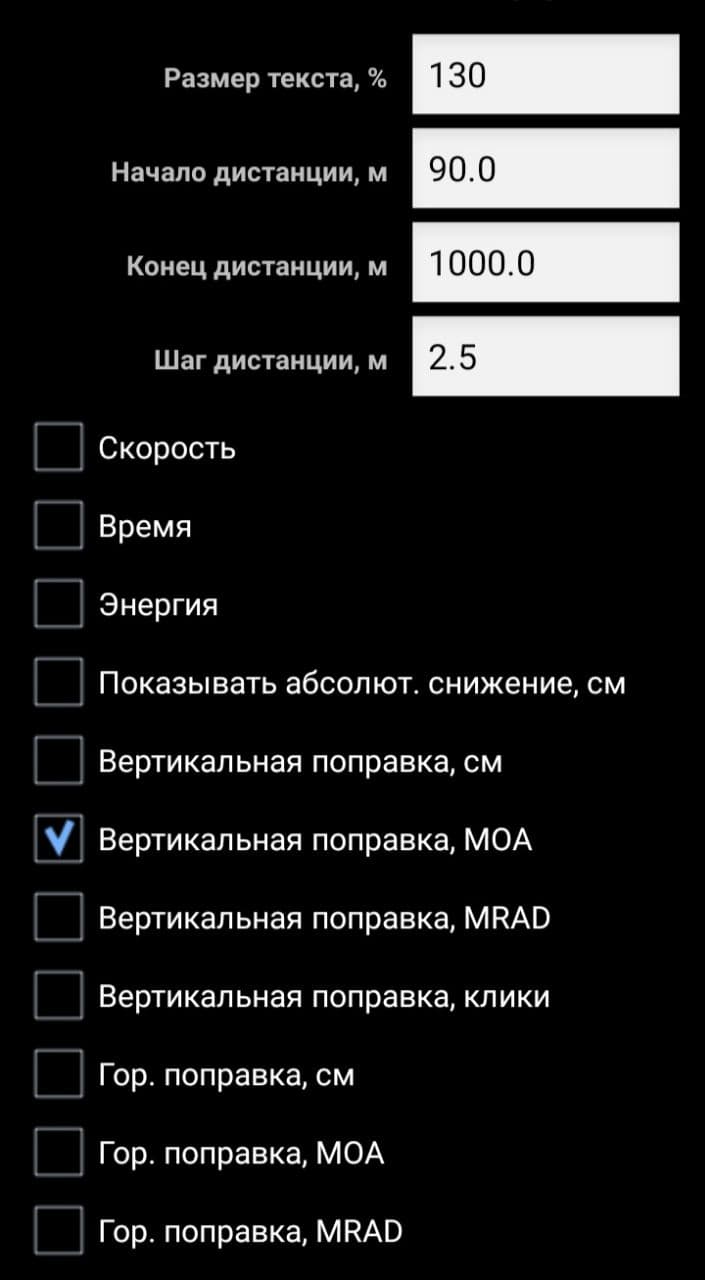 Размер текста, % 130
Начало дистанции, м 90.0
Конец дистанции, м 1000.0
Шаг дистанции, м 2.5
Скорость
Время
Энергия
Показывать абсолют. снижение, см
Вертикальная поправка, см
Вертикальная поправка, МОА
Вертикальная поправка, MRAD
Вертикальная поправка, клики
Гор. поправка, см
Гор. поправка, МОА
Гор. поправка, MRAD